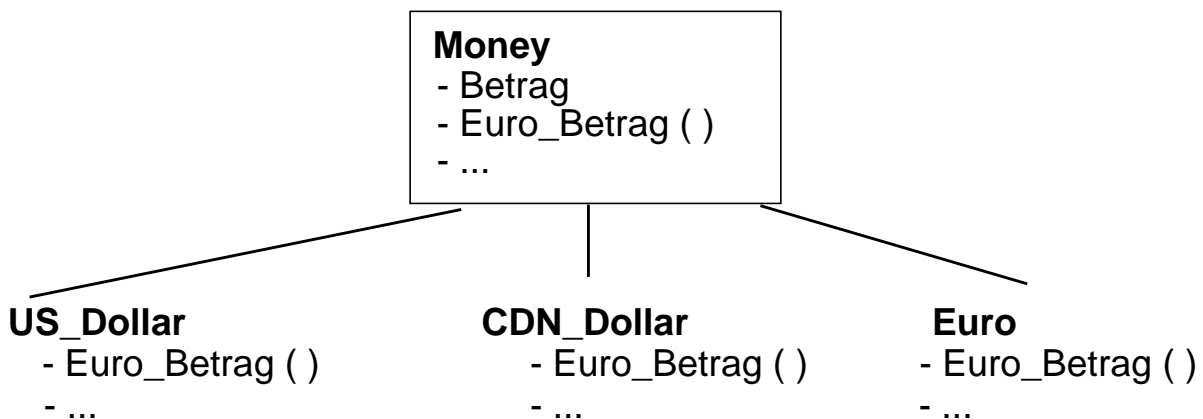 Money
- Betrag
- Euro_Betrag ( )
- ...
US_Dollar
- Euro_Betrag ( )
- ...
CDN_Dollar
- Euro_Betrag ( )
- ...
Euro
- Euro_Betrag ( )
- ...